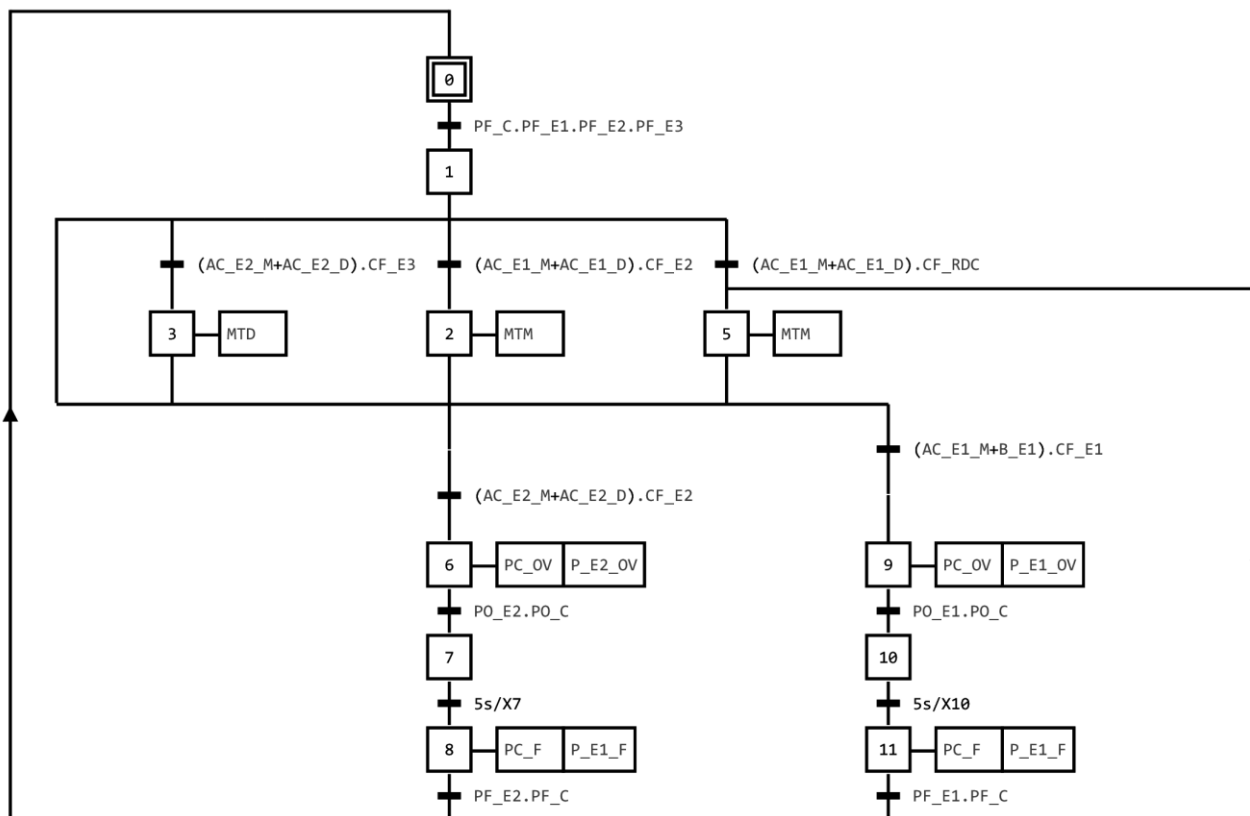 0
PF_C.PF_E1.PF_E2.PF_E3
1
(AC_E2_M+AC_E2_D).CF_E3
(AC_E1_M+AC_E1_D).CF_E2
(AC_E1_M+AC_E1_D).CF_RDC
3
MTD
2
MTM
5
MTM
(AC_E1_M+B_E1).CF_E1
(AC_E2_M+AC_E2_D).CF_E2
6
PC_OV
P_E2_OV
9
PC_OV
P_E1_OV
PO_E2.PO_C
PO_E1.PO_C
7
10
5s/X7
5s/X10
8
PC_F
P_E1_F
11
PC_F
P_E1_F
PF_E2.PF_C
PF_E1.PF_C